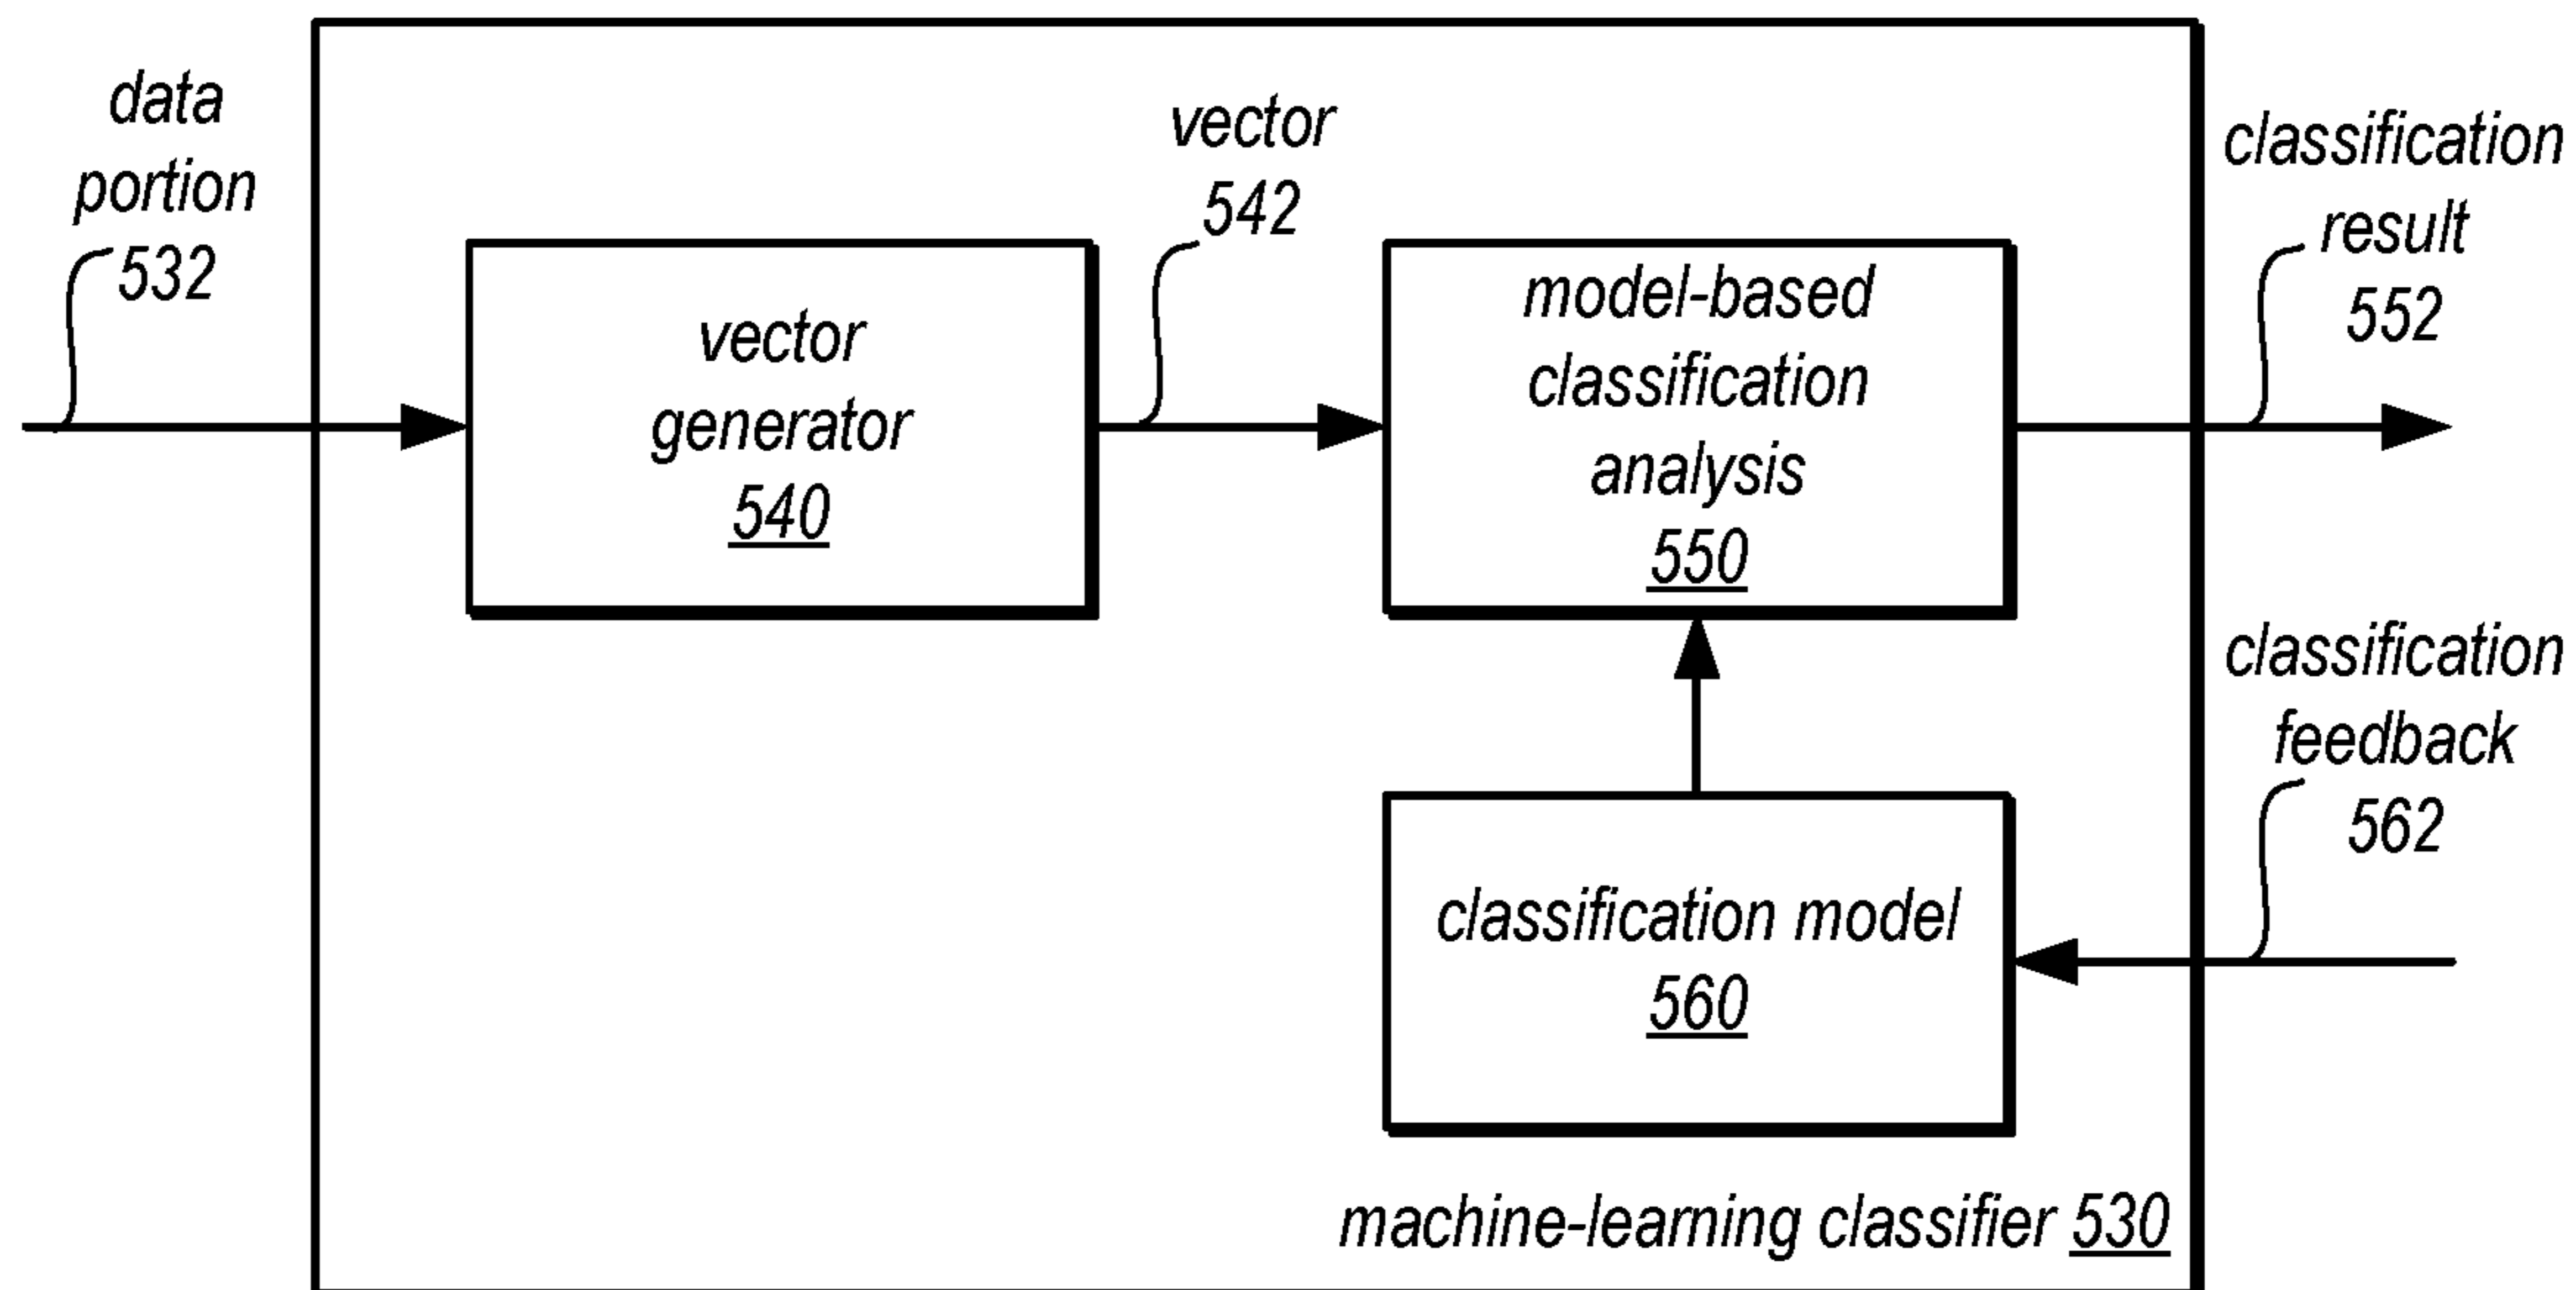 data
portion
532
vector
generator
540
vector
542
model-based
classification
analysis
550
classification
result
552
classification
feedback
562
classification model
560
machine-learning classifier 530